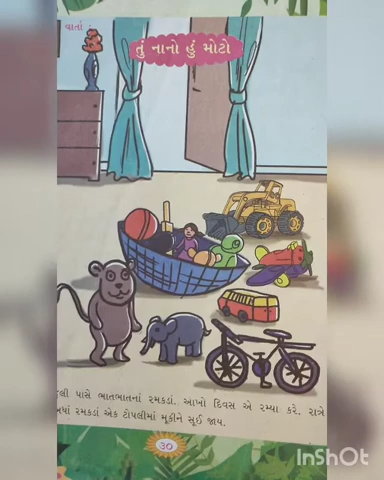 વાર્તા :
તું નાનો હું મોટો
પાસે ભાતભાતનાં રમકડાં. આખો દિવસ એ રમ્યા કરે. રાત્રે
રમકડાં એક ટોપલીમાં મૂકીને સૂઈ જાય.
૩૦
InShOt